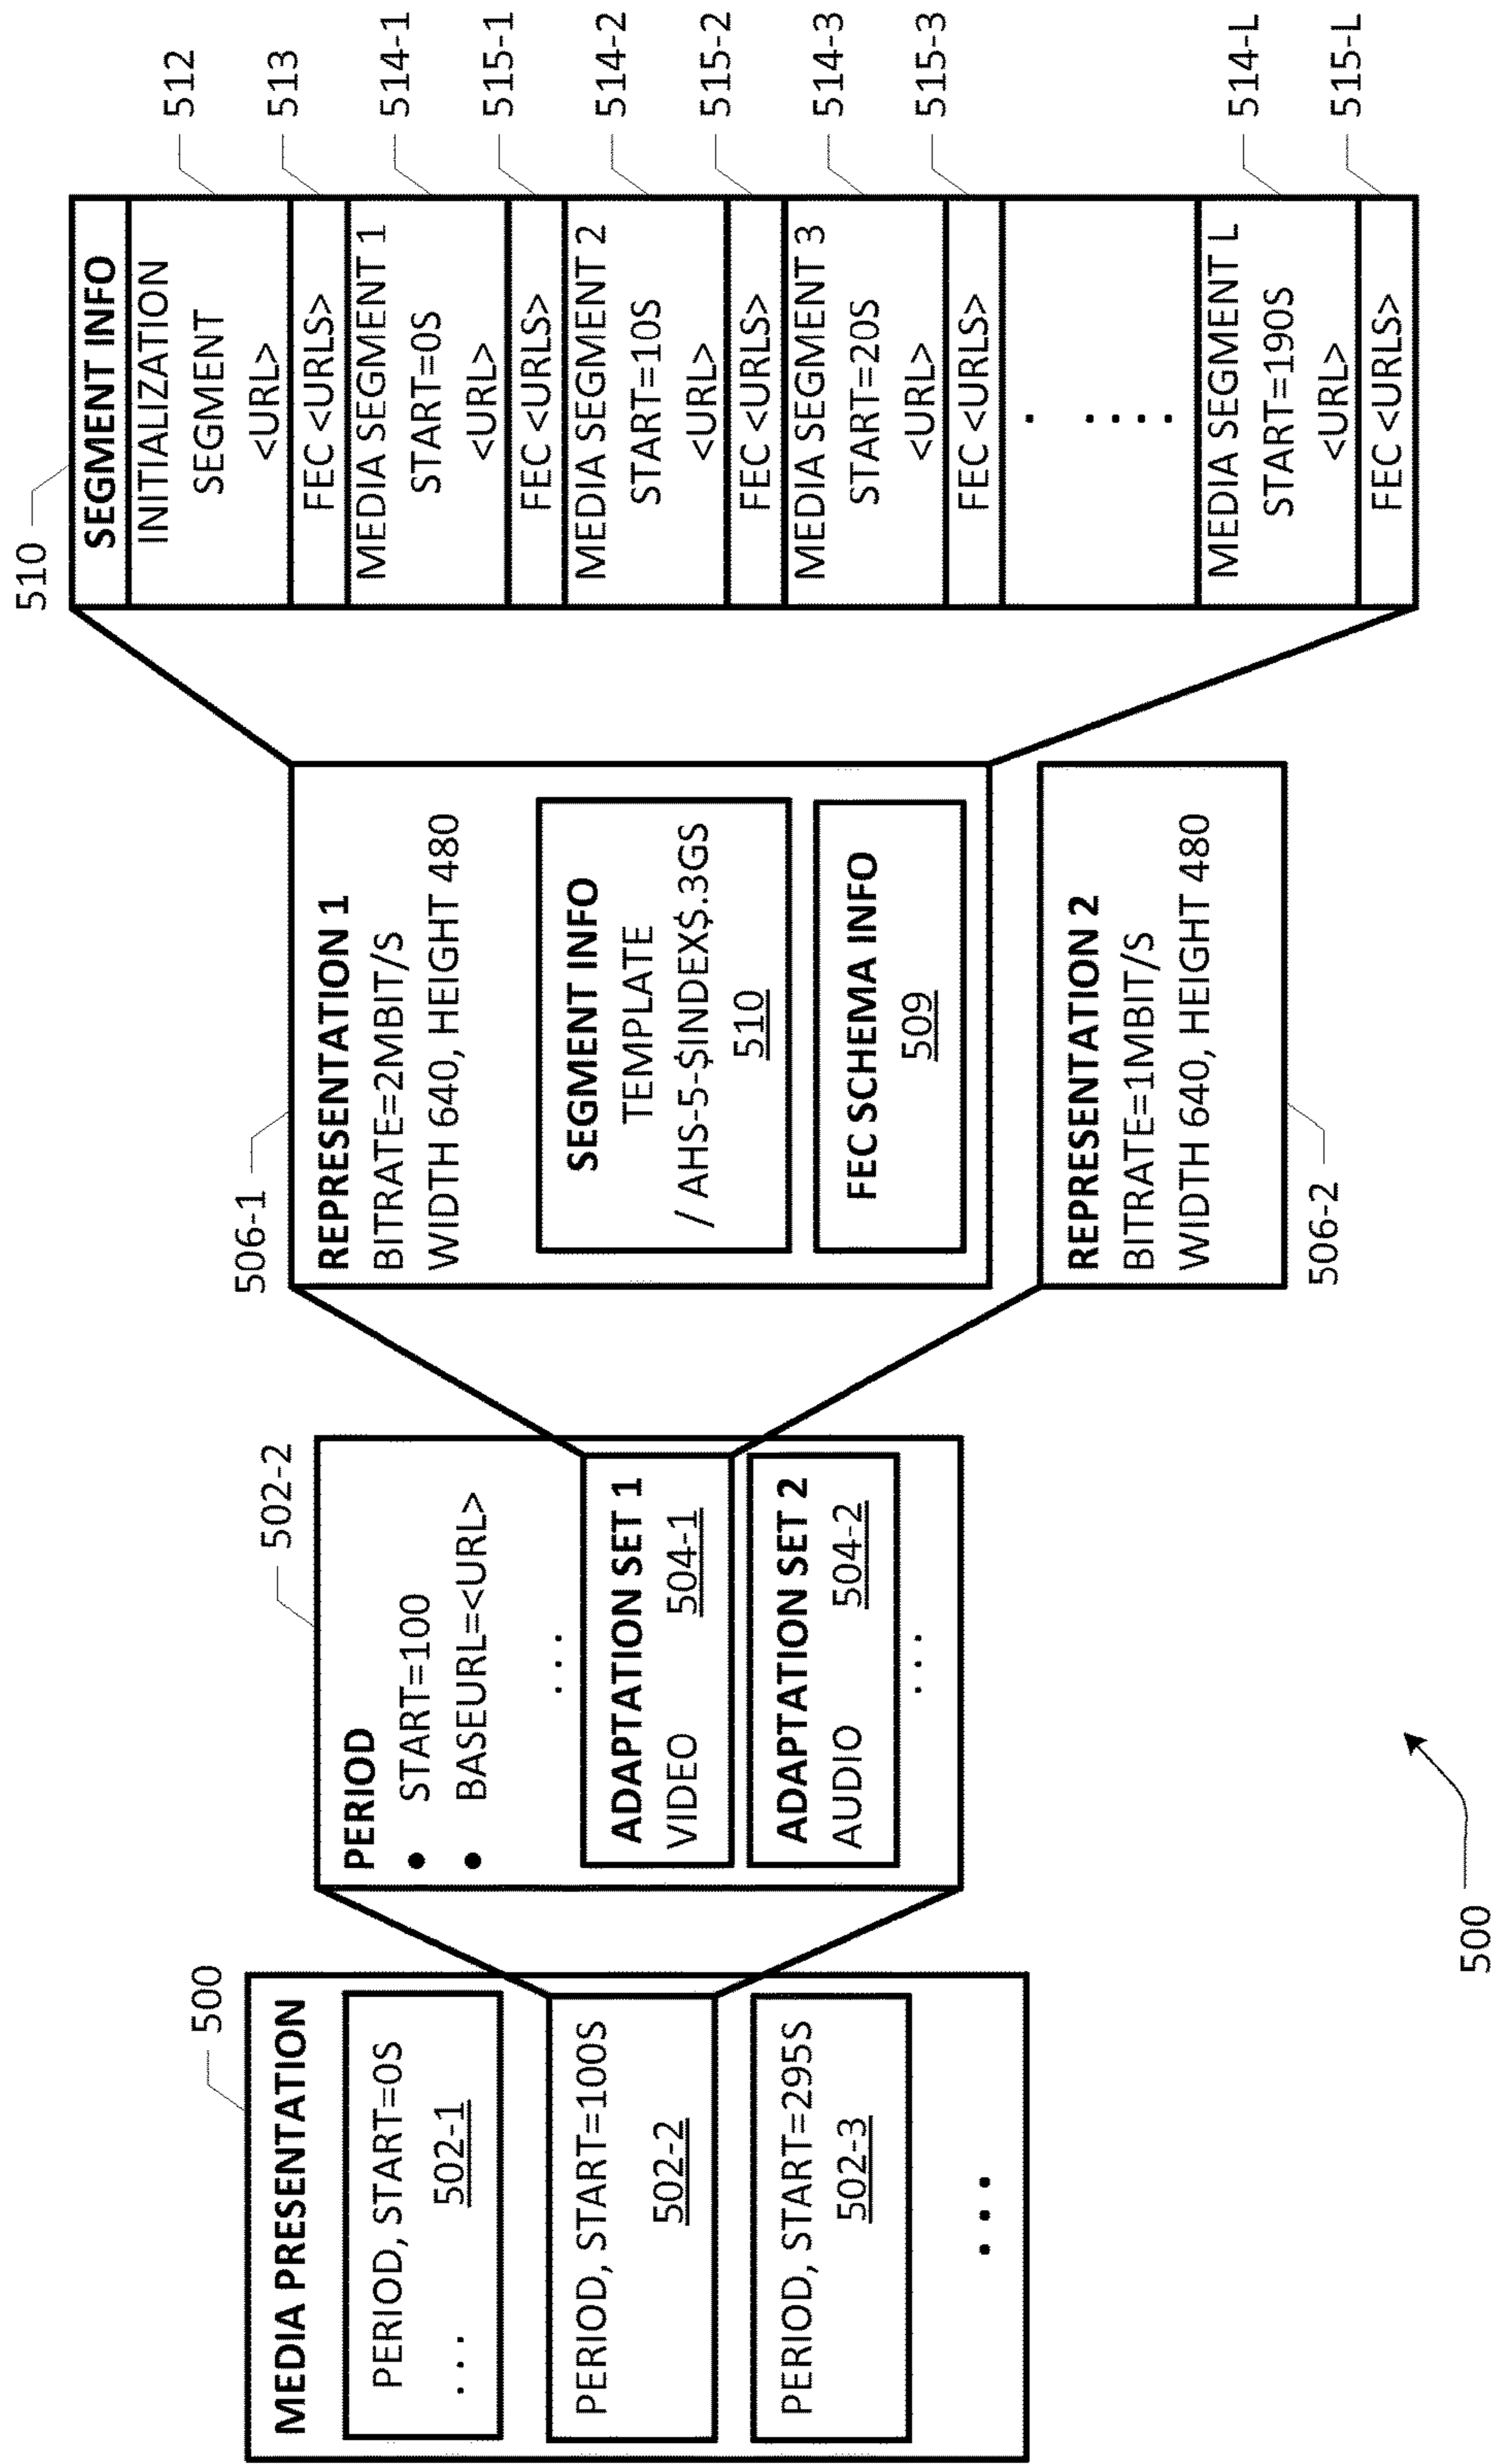 500
MEDIA PRESENTATION
PERIOD, START=0S
. . .
502-1
PERIOD, START=100S
502-2
PERIOD, START=295S
502-3
. . .
502-2
PERIOD
• START=100
• BASEURL=<URL>
. . .
ADAPTATION SET 1
VIDEO 504-1
ADAPTATION SET 2
AUDIO 504-2
. . .
506-1
REPRESENTATION 1
BITRATE=2MBIT/S
WIDTH 640, HEIGHT 480
SEGMENT INFO
TEMPLATE
/ AHS-5-$INDEX$.3GS
510
FEC SCHEMA INFO
509
REPRESENTATION 2
BITRATE=1MBIT/S
WIDTH 640, HEIGHT 480
506-2
510
SEGMENT INFO
INITIALIZATION
SEGMENT
<URL>
512
FEC <URLS>
513
MEDIA SEGMENT 1
START=0S
<URL>
514-1
FEC <URLS>
515-1
MEDIA SEGMENT 2
START=10S
<URL>
514-2
FEC <URLS>
515-2
MEDIA SEGMENT 3
START=20S
<URL>
514-3
FEC <URLS>
515-3
. . . . .
MEDIA SEGMENT L
START=190S
<URL>
514-L
FEC <URLS>
515-L
500